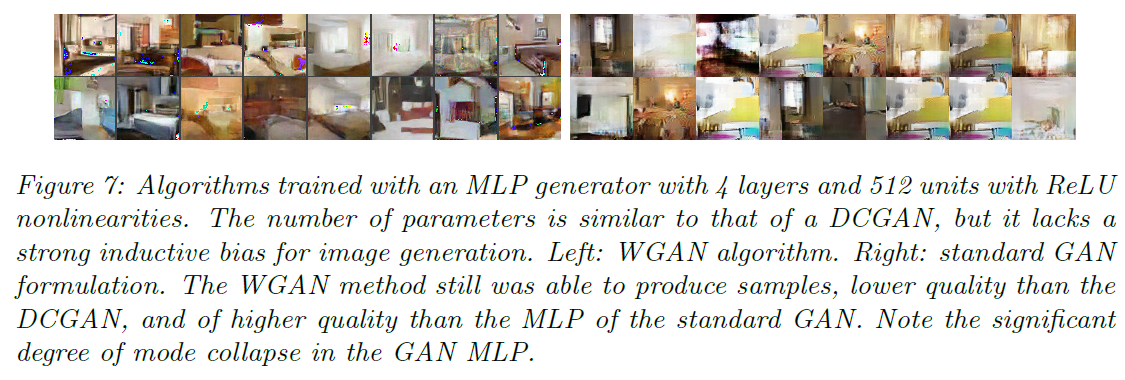 Figure 7: Algorithms trained with an MLP generator with 4 layers and 512 units with ReLU
nonlinearities. The number of parameters is similar to that of a DCGAN, but it lacks a
strong inductive bias for image generation. Left: WGAN algorithm. Right: standard GAN
formulation. The WGAN method still was able to produce samples, lower quality than the
DCGAN, and of higher quality than the MLP of the standard GAN. Note the significant
degree of mode collapse in the GAN MLP.